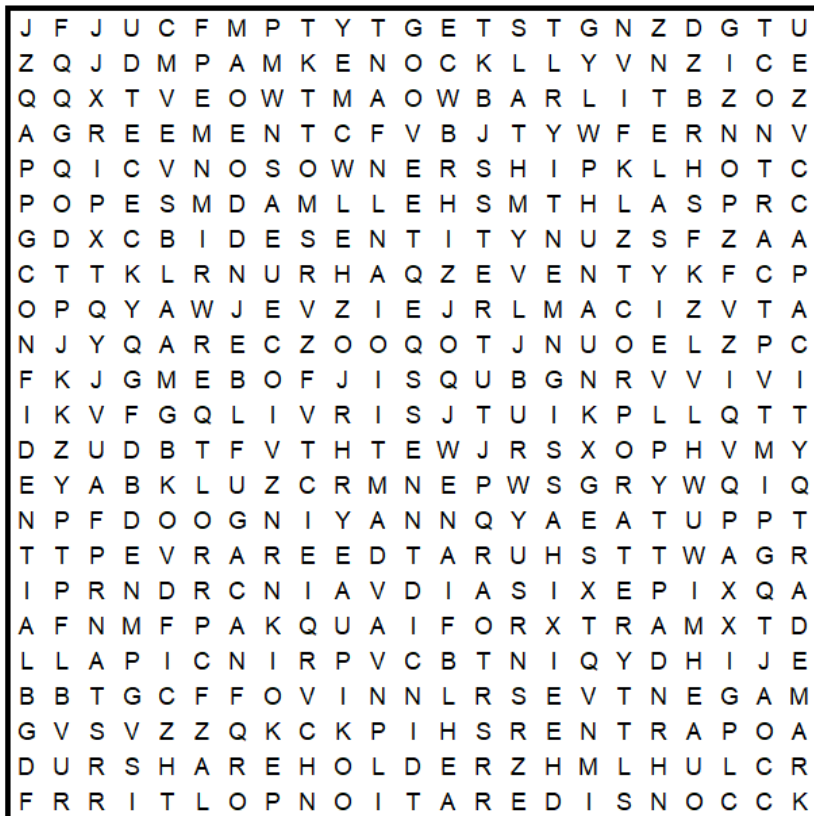 J F J U C F M P T Y T G E T S T G N Z D G T U
Z Q J D M P A M K E N O C K L L Y V N Z I C E
Q Q X T V E O W T M A O W B A R L I T B Z O Z
A G R E E M E N T C F V B J T Y W F E R N N V
P Q I C V N O S O W N E R S H I P K L H O T C
P O P E S M D A M L L E H S M T H L A S P R C
G D X C B I D E S E N T I T Y N U Z S F Z A A
C T T K L R N U R H A Q Z E V E N T Y K F C P
O P Q Y A W J E V Z I E J R L M A C I Z V T A
N J Y Q A R E C Z O O Q O T J N U O E L Z P C
F K J G M E B O F J I S Q U B G N R V V I V I
I K V F G Q L I V R I S J T U I K P L L Q T T
D Z U D B T F V T H T E W J R S X O P H V M Y
E Y A B K L U Z C R M N E P W S G R Y W Q I Q
N P F D O O G N I Y A N N Q Y A E A T U P P T
T T P E V R A R E E D T A R U H S T T W A G R
I P R N D R C N I A V D I A S I X E P I X Q A
A F N M F P A K Q U A I F O R X T R A M X T D
L L A P I C N I R P V C B T N I Q Y D H I J E
B B T G C F F O V I N N L R S E V T N E G A M
G V S V Z Z Q K C K P I H S R E N T R A P O A
D U R S H A R E H O L D E R Z H M L H U L C R
F R R I T L O P N O I T A R E D I S N O C C K